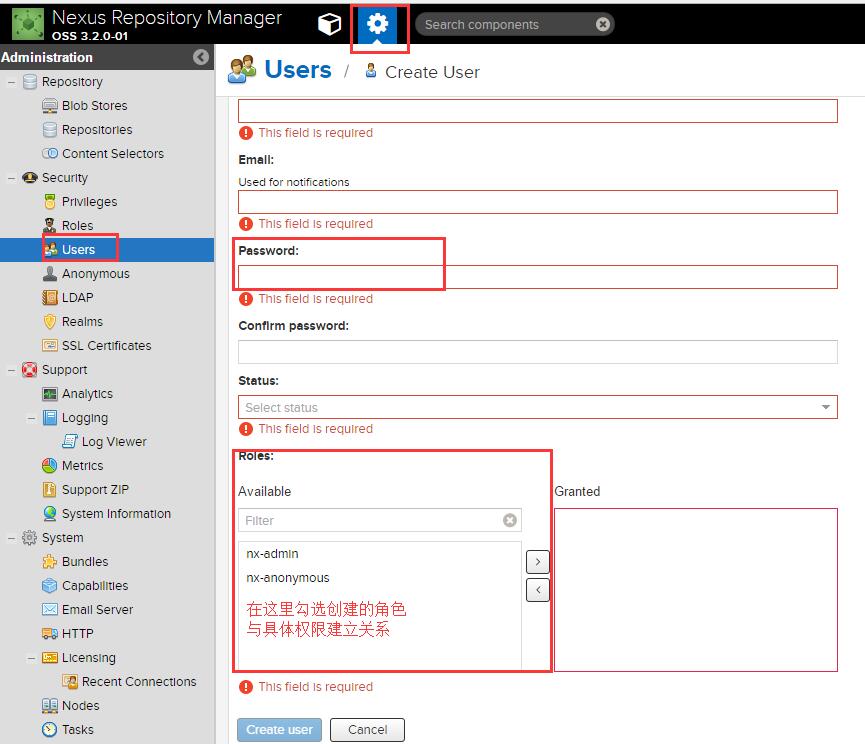 Nexus Repository Manager
OSS 3.2.0-01
Search components
Administration
Repository
Blob Stores
Repositories
Content Selectors
Security
Privileges
Roles
Users
Anonymous
LDAP
Realms
SSL Certificates
Support
Analytics
Logging
Log Viewer
Metrics
Support ZIP
System Information
System
Bundles
Capabilities
Email Server
HTTP
Licensing
Recent Connections
Nodes
Tasks
Users / Create User
This field is required
Email:
Used for notifications
This field is required
Password:
This field is required
Confirm password:
Status:
Select status
This field is required
Roles:
Available
Granted
Filter
nx-admin
nx-anonymous
在这里勾选创建的角色
与具体权限建立关系
>
<
This field is required
Create user
Cancel